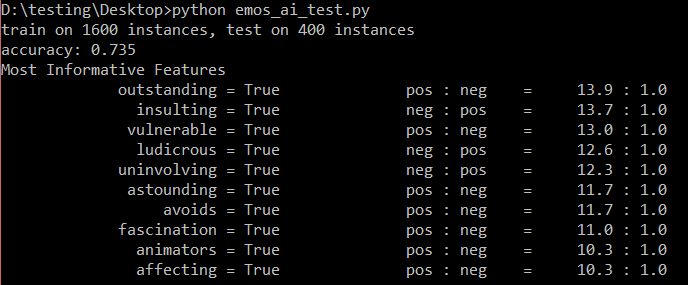 D:\testing\Desktop>python emos_ai_test.py
train on 1600 instances, test on 400 instances
accuracy: 0.735
Most Informative Features
outstanding = True pos : neg = 13.9 : 1.0
insulting = True neg : pos = 13.7 : 1.0
vulnerable = True pos : neg = 13.0 : 1.0
ludicrous = True neg : pos = 12.6 : 1.0
uninvolving = True neg : pos = 12.3 : 1.0
astounding = True pos : neg = 11.7 : 1.0
avoids = True pos : neg = 11.7 : 1.0
fascination = True pos : neg = 11.0 : 1.0
animators = True pos : neg = 10.3 : 1.0
affecting = True pos : neg = 10.3 : 1.0